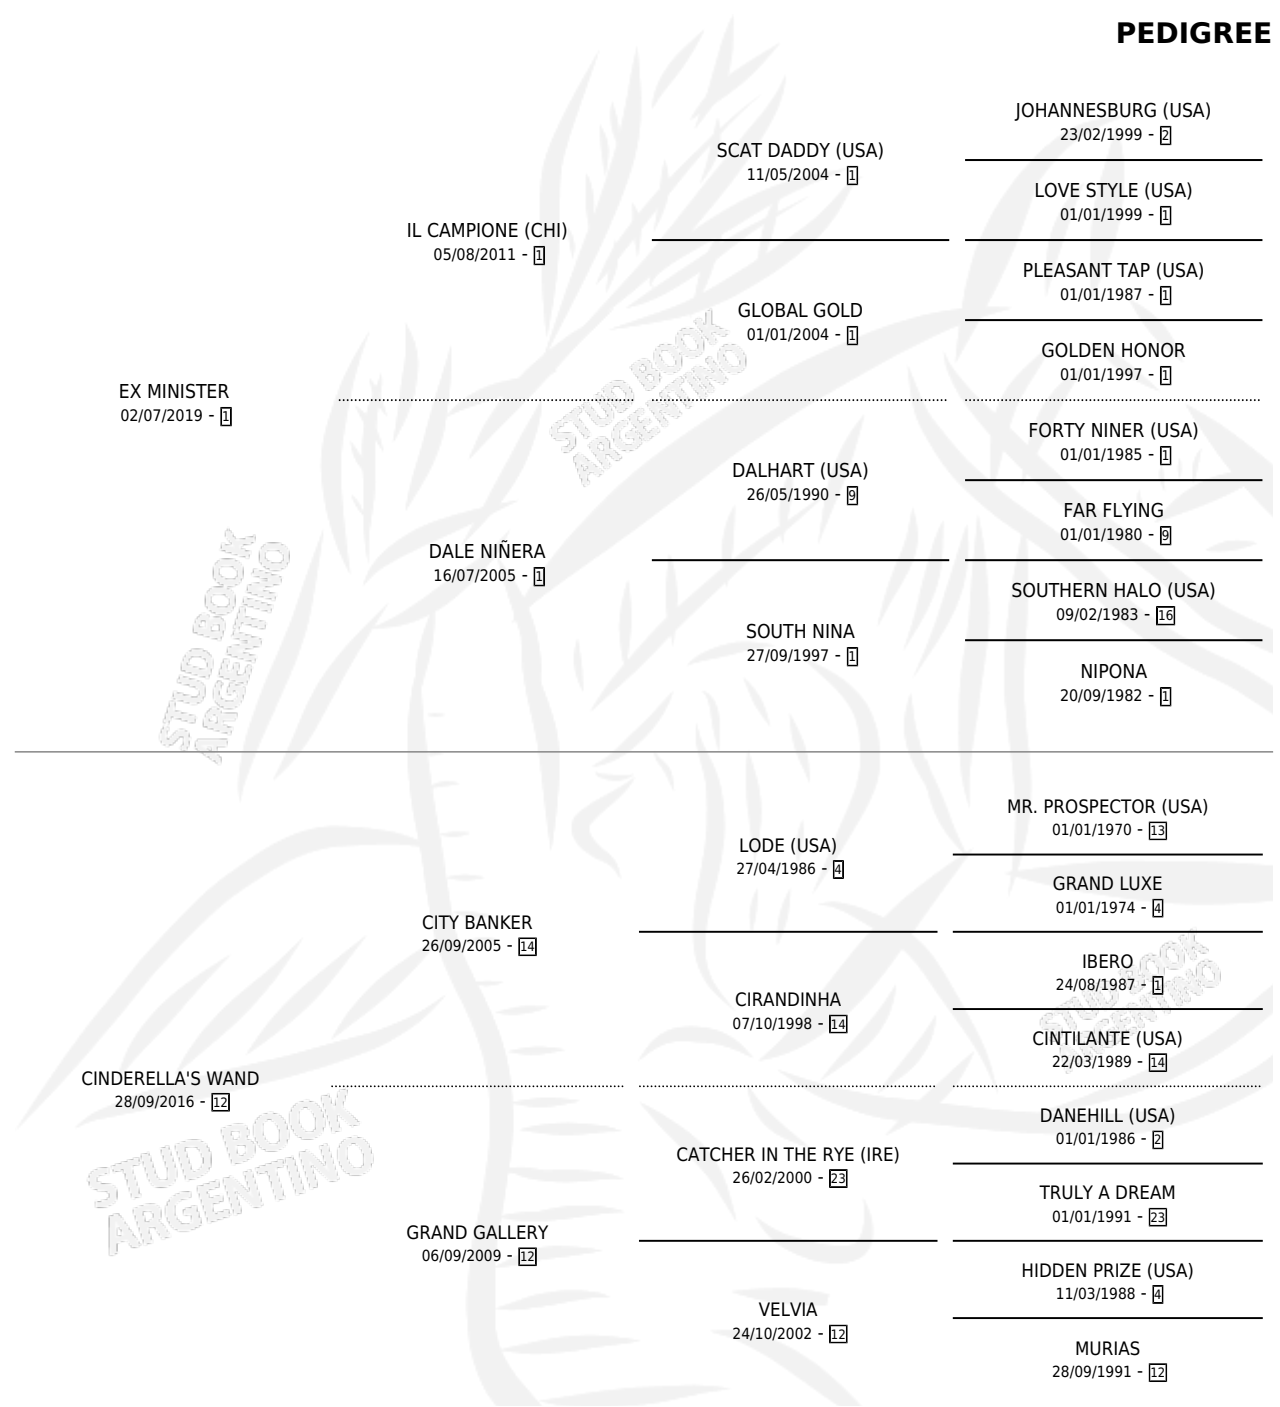 PEDIGREE
JOHANNESBURG (USA)
23/02/1999 - 2
SCAT DADDY (USA)
11/05/2004 - 1
LOVE STYLE (USA)
01/01/1999 - 1
IL CAMPIONE (CHI)
05/08/2011 - 1
PLEASANT TAP (USA)
01/01/1987 - 1
GLOBAL GOLD
01/01/2004 - 1
GOLDEN HONOR
01/01/1997 - 1
EX MINISTER
02/07/2019 - 1
FORTY NINER (USA)
01/01/1985 - 1
DALHART (USA)
26/05/1990 - 9
FAR FLYING
01/01/1980 - 9
DALE NIÑERA
16/07/2005 - 1
SOUTHERN HALO (USA)
09/02/1983 - 16
SOUTH NINA
27/09/1997 - 1
NIPONA
20/09/1982 - 1
MR. PROSPECTOR (USA)
01/01/1970 - 13
LODE (USA)
27/04/1986 - 4
GRAND LUXE
01/01/1974 - 4
CITY BANKER
26/09/2005 - 14
IBERO
24/08/1987 - 1
CIRANDINHA
07/10/1998 - 14
CINTILANTE (USA)
22/03/1989 - 14
CINDERELLA'S WAND
28/09/2016 - 12
DANEHILL (USA)
01/01/1986 - 2
CATCHER IN THE RYE (IRE)
26/02/2000 - 23
TRULY A DREAM
01/01/1991 - 23
GRAND GALLERY
06/09/2009 - 12
HIDDEN PRIZE (USA)
11/03/1988 - 4
VELVIA
24/10/2002 - 12
MURIAS
28/09/1991 - 12
STUD BOOK
ARGENTINO
STUD BOOK
ARGENTINO
STUD BOOK
ARGENTINO
STUD BOOK
ARGENTINO